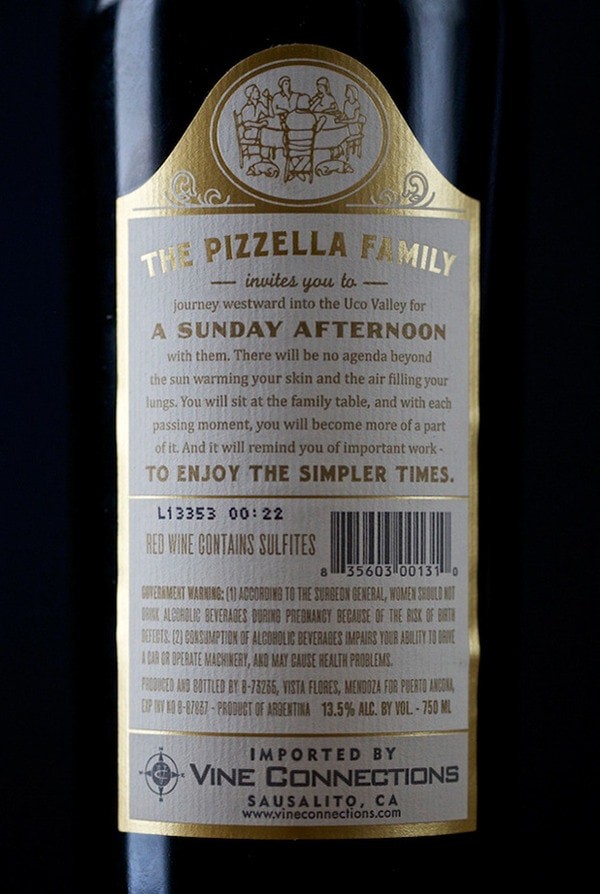 THE PIZZELLA FAMILY
invites you to
journey westward into the Uco Valley for
A SUNDAY AFTERNOON
with them. There will be no agenda beyond
the sun warming your skin and the air filling your
lungs. You will sit at the family table, and with each
passing moment, you will become more of a part
of it. And it will remind you of important work -
TO ENJOY THE SIMPLER TIMES.
L13353 00:22
RED WINE CONTAINS SULFITES
8 35603 00131 0
GOVERNMENT WARNING: (1) ACCORDING TO THE SURGEON GENERAL, WOMEN SHOULD NOT
DRINK ALCOHOLIC BEVERAGES DURING PREGNANCY BECAUSE OF THE RISK OF BIRTH
DEFECTS. (2) CONSUMPTION OF ALCOHOLIC BEVERAGES IMPAIRS YOUR ABILITY TO DRIVE
A CAR OR OPERATE MACHINERY, AND MAY CAUSE HEALTH PROBLEMS.
PRODUCED AND BOTTLED BY B-73236, VISTA FLORES, MENDOZA FOR PUERTO ANCONA,
EXP INV NO B-87837 - PRODUCT OF ARGENTINA 13.5% ALC. BY VOL. - 750 ML
IMPORTED BY
VINE CONNECTIONS
SAUSALITO, CA
www.vineconnections.com